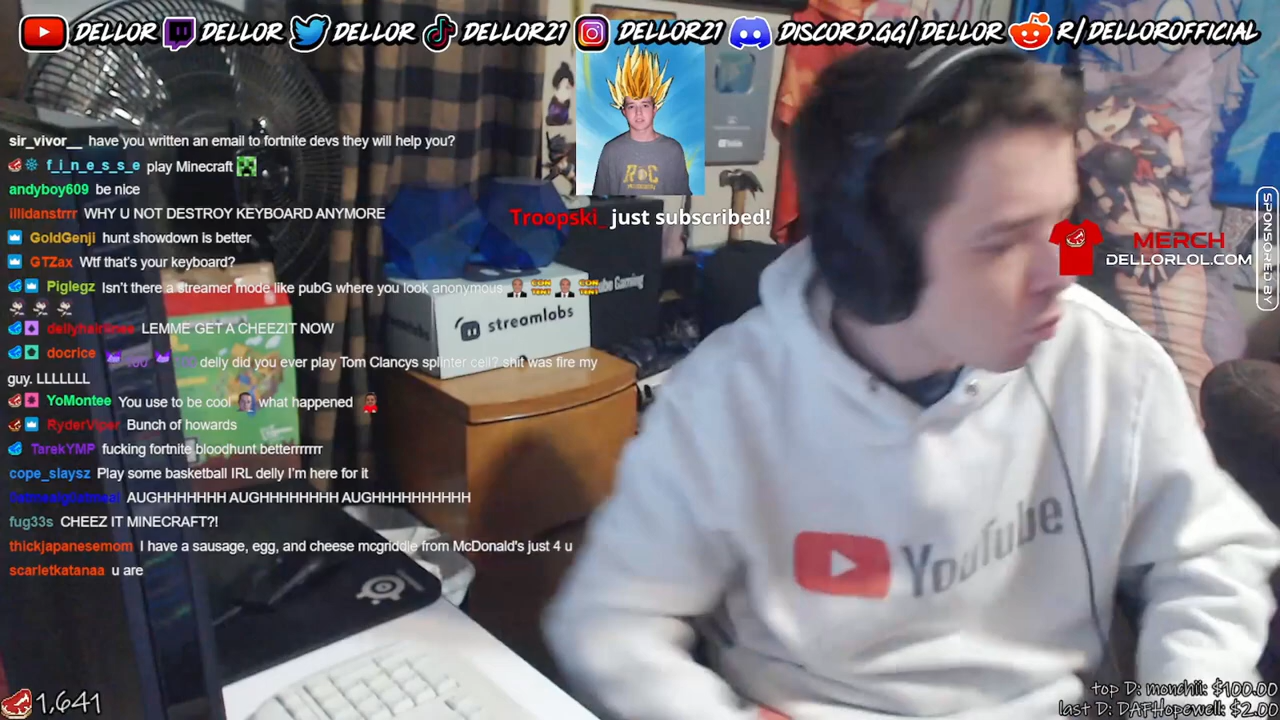 DELLOR DELLOR DELLOR DELLOR21 DELLOR21 DISCORD.GG/DELLOR R/DELLOROFFICIAL
sir_vivor__ have you written an email to fortnite devs they will help you?
f_i_n_e_s_s_e play Minecraft
andyboy609 be nice
illidanstrrr WHY U NOT DESTROY KEYBOARD ANYMORE
GoldGenji hunt showdown is better
GTZax Wtf that's your keyboard?
Piglegz Isn't there a streamer mode like pubG where you look anonymous
LEMME GET A CHEEZIT NOW
docrice delly did you ever play Tom Clancys splinter cell? shit was fire my
guy. LLLLLLL
YoMontee You use to be cool what happened
RyderViper Bunch of howards
TarekYMP fucking fortnite bloodhunt betterrrrrrr
cope_slaysz Play some basketball IRL delly I'm here for it
AUGHHHHHHH AUGHHHHHHHH AUGHHHHHHHHHH
fug33s CHEEZ IT MINECRAFT?!
thickjapanesemom I have a sausage, egg, and cheese mcgriddle from McDonald's just 4 u
scarletkatanaa u are
1,641
Troopski_ just subscribed!
streamlabs
Gaming
MERCH
DELLORLOL.COM
SPONSORED BY
YouTube
top D: monchii: $100.00
last D: DAFHopewell: $2.00